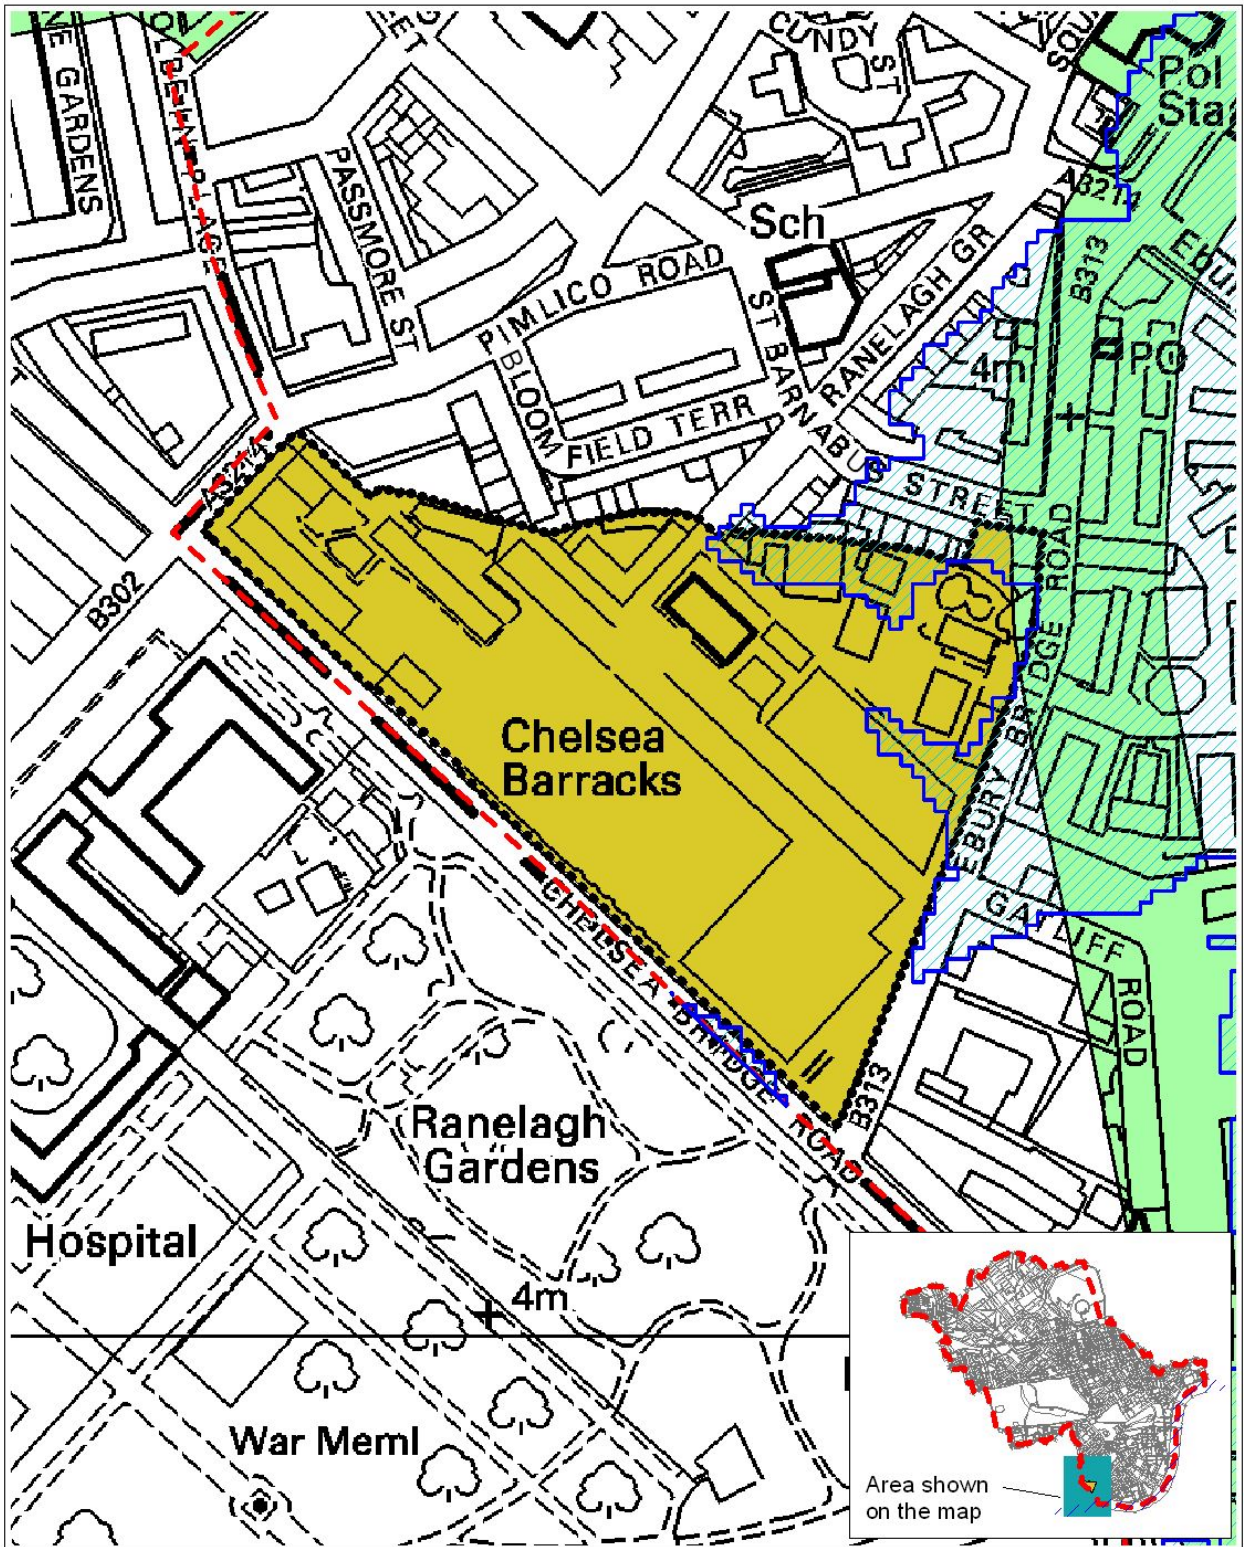 CUNDY
ST
Pol
Sta
GARDENS
PASSMORE ST
A3214
Sch
B313
PIMLICO ROAD
RANELAGH GR
BLOOM
FIELD TERR
ST BARNABUS
STREET
4m
PO
A3214
B302
EBURY BRIDGE ROAD
Chelsea
Barracks
GATLIFF
ROAD
CHELSEA BRIDGE ROAD
B313
Ranelagh
Gardens
Hospital
4m
War Meml
Area shown
on the map